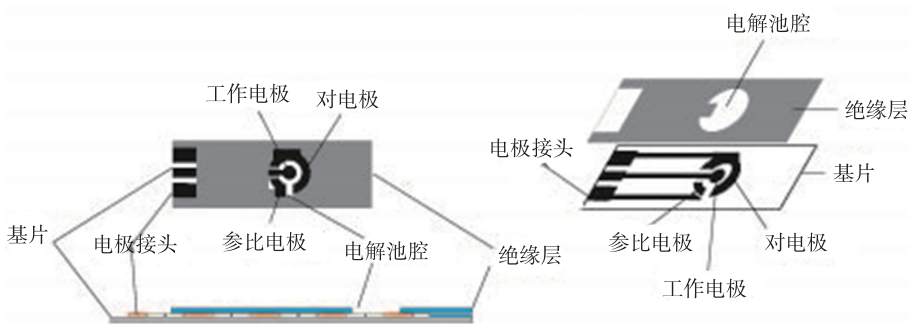 电解池腔
工作电极
对电极
绝缘层
电极接头
基片
基片
电极接头
参比电极
电解池腔
绝缘层
参比电极
对电极
工作电极